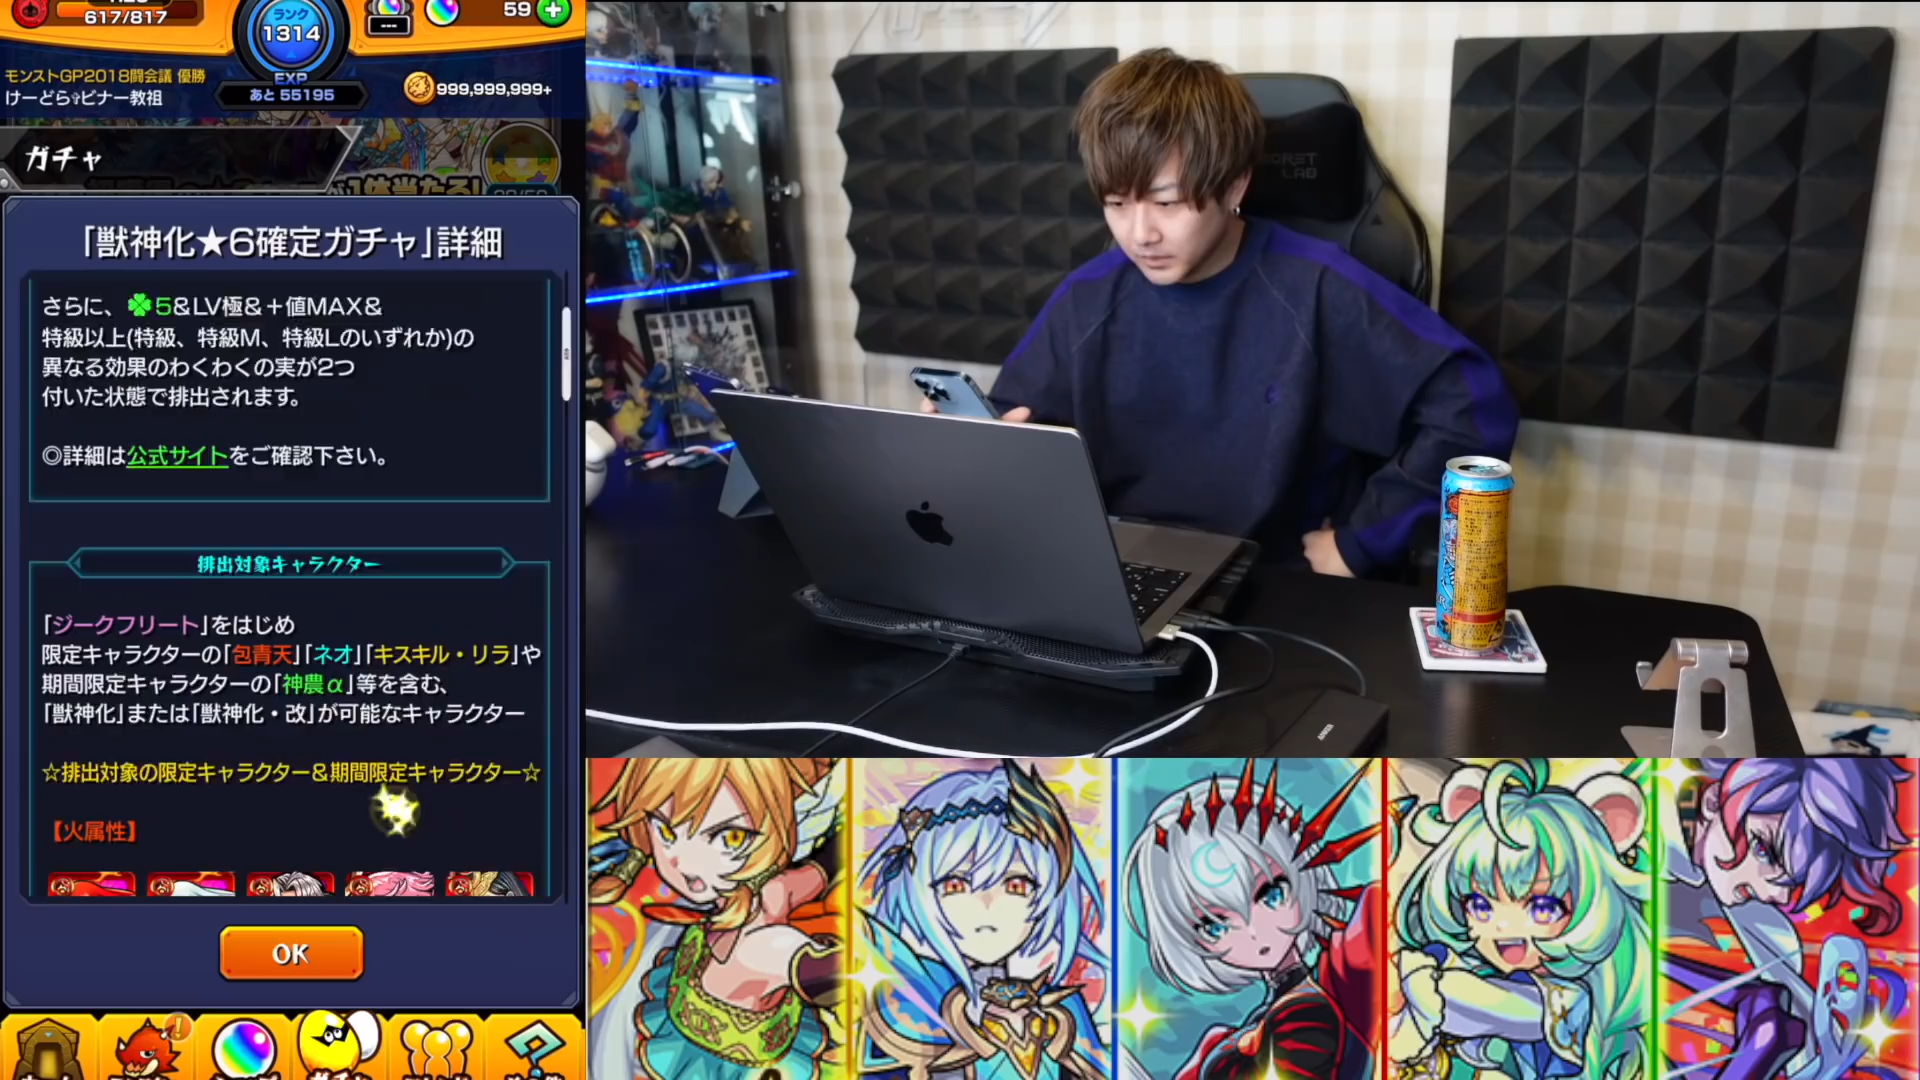 617/817
ランク
1314
59
EXP
あと 55195
モンストGP2018闘会議 優勝
けーどら✞ビナー教祖
999,999,999+
ガチャ
「獣神化★6確定ガチャ」詳細
さらに、🍀5&LV極&＋値MAX&
特級以上(特級、特級M、特級Lのいずれか)の
異なる効果のわくわくの実が2つ
付いた状態で排出されます。
◎詳細は公式サイトをご確認下さい。
排出対象キャラクター
「ジークフリート」をはじめ
限定キャラクターの「包青天」「ネオ」「キスキル・リラ」や
期間限定キャラクターの「神農α」等を含む、
「獣神化」または「獣神化・改」が可能なキャラクター
☆排出対象の限定キャラクター＆期間限定キャラクター☆
【火属性】
OK
ANKER